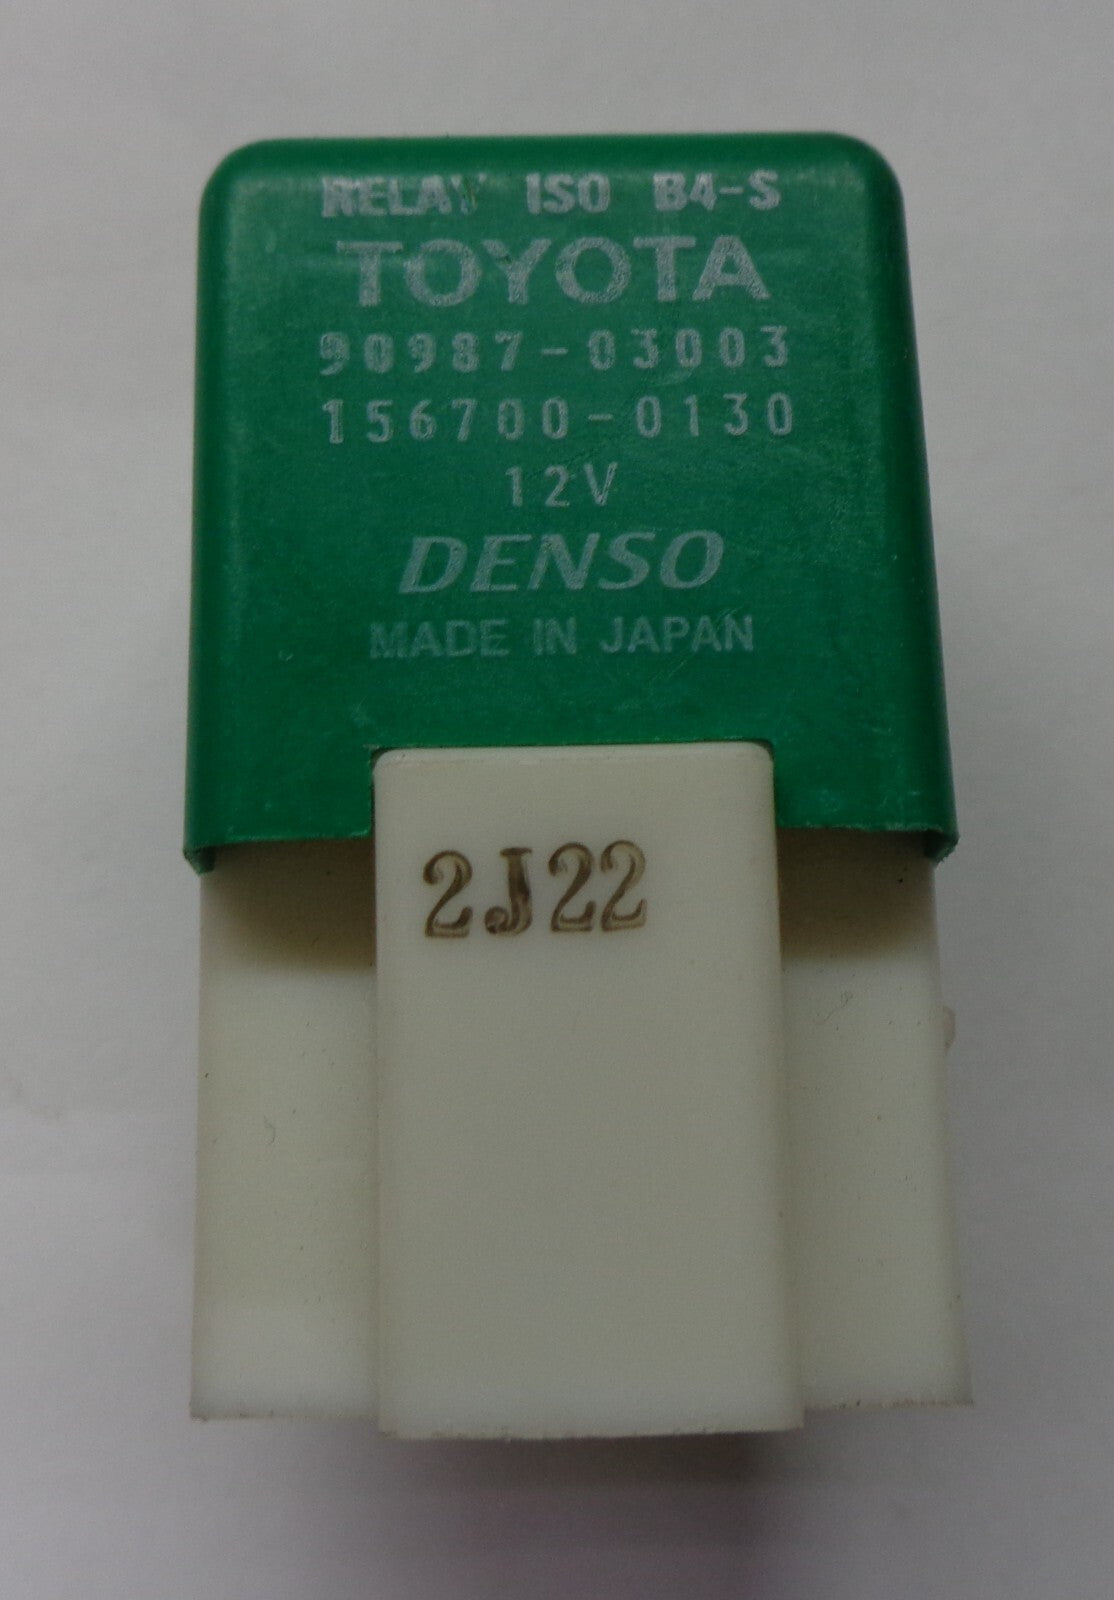 RELAY ISO B4-S
TOYOTA
90987-03003
156700-0130
12V
DENSO
MADE IN JAPAN
2J22